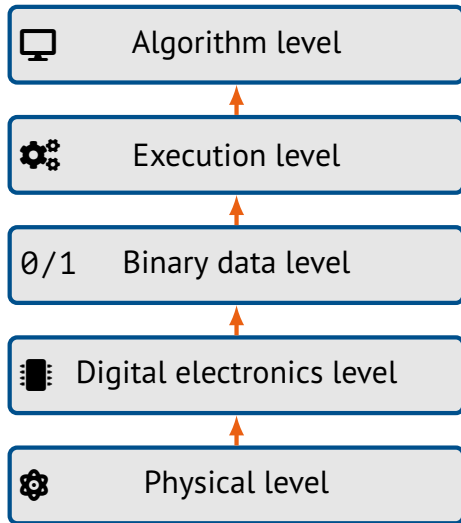 Algorithm level
Execution level
0/1 Binary data level
Digital electronics level
Physical level